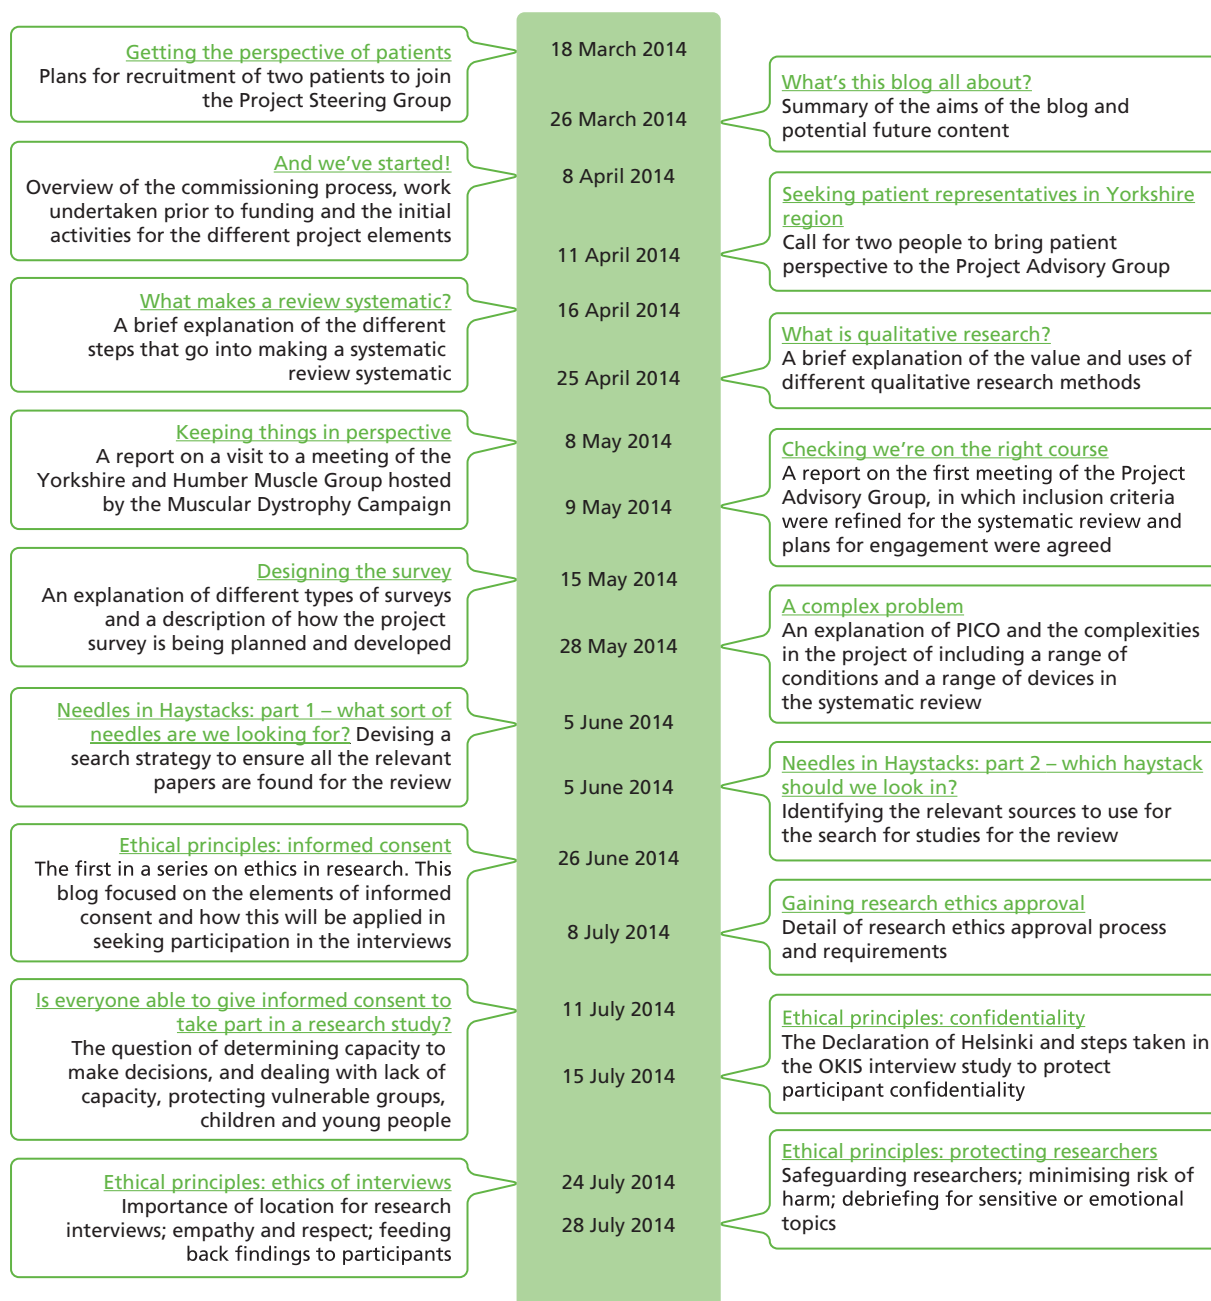 18 March 2014
Getting the perspective of patients
Plans for recruitment of two patients to join
the Project Steering Group
26 March 2014
What's this blog all about?
Summary of the aims of the blog and
potential future content
8 April 2014
And we've started!
Overview of the commissioning process, work
undertaken prior to funding and the initial
activities for the different project elements
11 April 2014
Seeking patient representatives in Yorkshire
region
Call for two people to bring patient
perspective to the Project Advisory Group
16 April 2014
What makes a review systematic?
A brief explanation of the different
steps that go into making a systematic
review systematic
25 April 2014
What is qualitative research?
A brief explanation of the value and uses of
different qualitative research methods
8 May 2014
Keeping things in perspective
A report on a visit to a meeting of the
Yorkshire and Humber Muscle Group hosted
by the Muscular Dystrophy Campaign
9 May 2014
Checking we're on the right course
A report on the first meeting of the Project
Advisory Group, in which inclusion criteria
were refined for the systematic review and
plans for engagement were agreed
15 May 2014
Designing the survey
An explanation of different types of surveys
and a description of how the project
survey is being planned and developed
28 May 2014
A complex problem
An explanation of PICO and the complexities
in the project of including a range of
conditions and a range of devices in
the systematic review
5 June 2014
Needles in Haystacks: part 1 – what sort of
needles are we looking for? Devising a
search strategy to ensure all the relevant
papers are found for the review
5 June 2014
Needles in Haystacks: part 2 – which haystack
should we look in?
Identifying the relevant sources to use for
the search for studies for the review
26 June 2014
Ethical principles: informed consent
The first in a series on ethics in research. This
blog focused on the elements of informed
consent and how this will be applied in
seeking participation in the interviews
8 July 2014
Gaining research ethics approval
Detail of research ethics approval process
and requirements
11 July 2014
Is everyone able to give informed consent to
take part in a research study?
The question of determining capacity to
make decisions, and dealing with lack of
capacity, protecting vulnerable groups,
children and young people
15 July 2014
Ethical principles: confidentiality
The Declaration of Helsinki and steps taken in
the OKIS interview study to protect
participant confidentiality
24 July 2014
Ethical principles: ethics of interviews
Importance of location for research
interviews; empathy and respect; feeding
back findings to participants
28 July 2014
Ethical principles: protecting researchers
Safeguarding researchers; minimising risk of
harm; debriefing for sensitive or emotional
topics